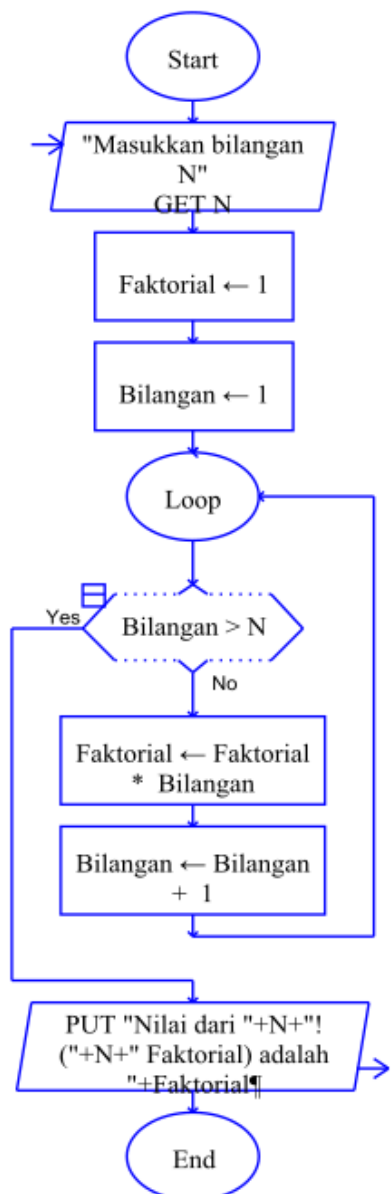 Start
"Masukkan bilangan
N"
GET N
Faktorial ← 1
Bilangan ← 1
Loop
Bilangan > N
Yes
No
Faktorial ← Faktorial
* Bilangan
Bilangan ← Bilangan
+ 1
PUT "Nilai dari "+N+"!
("+N+" Faktorial) adalah
"+Faktorial¶
End